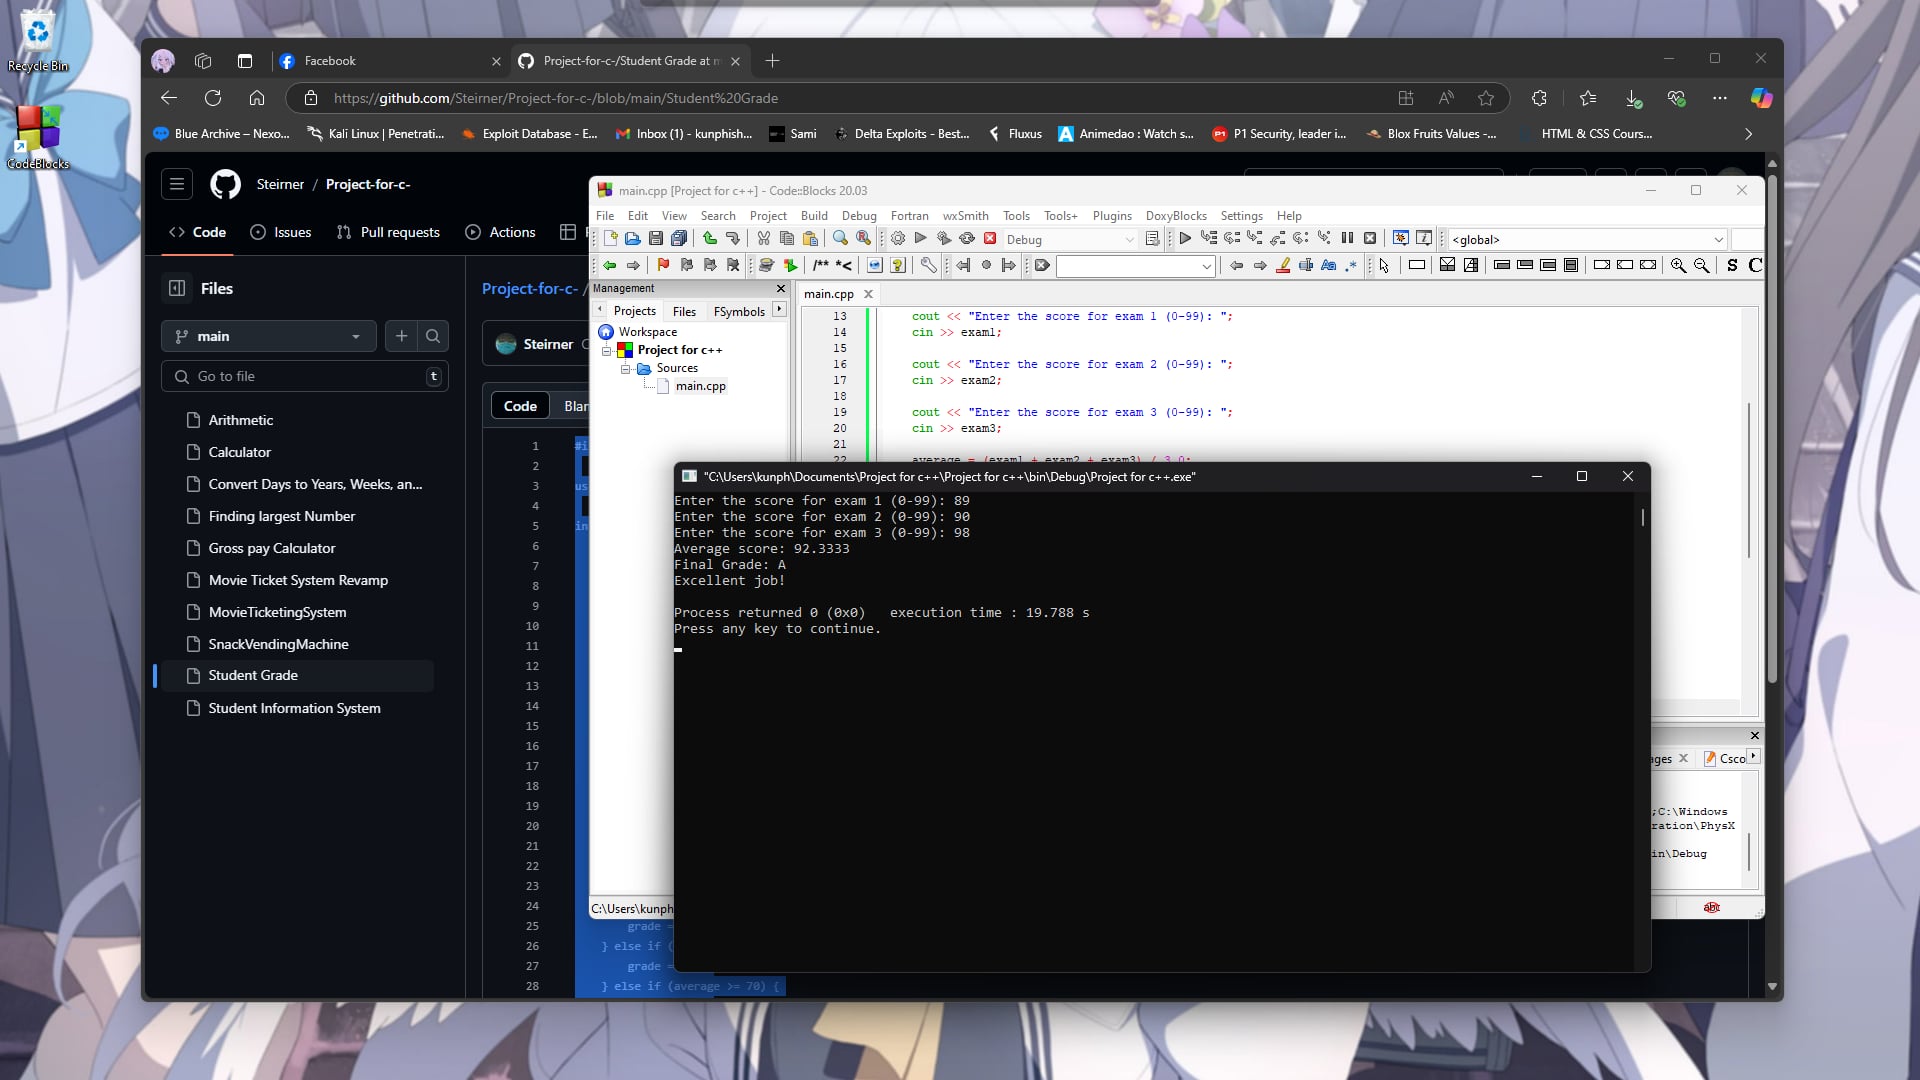 Recycle Bin
CodeBlocks
Facebook
Project-for-c-/Student Grade at m
https://github.com/Steirner/Project-for-c-/blob/main/Student%20Grade
Blue Archive – Nexo...
Kali Linux | Penetrati...
Exploit Database - E...
Inbox (1) - kunphish...
Sami
Delta Exploits - Best...
Fluxus
Animedao : Watch s...
P1 Security, leader i...
Blox Fruits Values -...
HTML & CSS Cours...
Steirner / Project-for-c-
Code
Issues
Pull requests
Actions
Files
main
Go to file
t
Arithmetic
Calculator
Convert Days to Years, Weeks, an...
Finding largest Number
Gross pay Calculator
Movie Ticket System Revamp
MovieTicketingSystem
SnackVendingMachine
Student Grade
Student Information System
Project-for-c- /
Steirner
Code
1
2
3
4
5
6
7
8
9
10
11
12
13
14
15
16
17
18
19
20
21
22
23
24
25 grade =
26 } else if (
27 grade =
28 } else if (average >= 70) {
main.cpp [Project for c++] - Code::Blocks 20.03
File Edit View Search Project Build Debug Fortran wxSmith Tools Tools+ Plugins DoxyBlocks Settings Help
Debug
<global>
/** *<
S C
Management
Projects
Files
FSymbols
Workspace
Project for c++
Sources
main.cpp
main.cpp
13 cout << "Enter the score for exam 1 (0-99): ";
14 cin >> exam1;
15
16 cout << "Enter the score for exam 2 (0-99): ";
17 cin >> exam2;
18
19 cout << "Enter the score for exam 3 (0-99): ";
20 cin >> exam3;
21
22 average = (exam1 + exam2 + exam3) / 3.0;
"C:\Users\kunph\Documents\Project for c++\Project for c++\bin\Debug\Project for c++.exe"
Enter the score for exam 1 (0-99): 89
Enter the score for exam 2 (0-99): 90
Enter the score for exam 3 (0-99): 98
Average score: 92.3333
Final Grade: A
Excellent job!
Process returned 0 (0x0)   execution time : 19.788 s
Press any key to continue.
ages
Csco
;C:\Windows
ration\PhysX
in\Debug
C:\Users\kunph